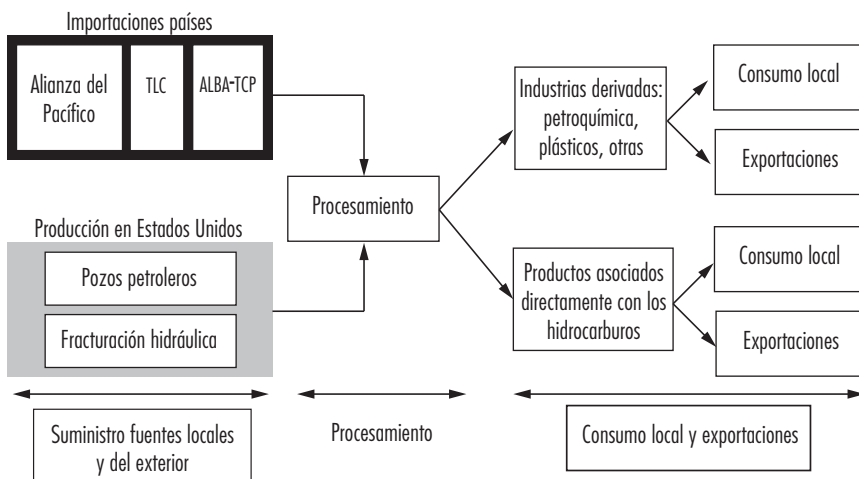 Importaciones países
Alianza del
Pacífico
TLC
ALBA-TCP
Producción en Estados Unidos
Pozos petroleros
Fracturación hidráulica
Procesamiento
Industrias derivadas:
petroquímica,
plásticos, otras
Consumo local
Exportaciones
Productos asociados
directamente con los
hidrocarburos
Consumo local
Exportaciones
Suministro fuentes locales
y del exterior
Procesamiento
Consumo local y exportaciones